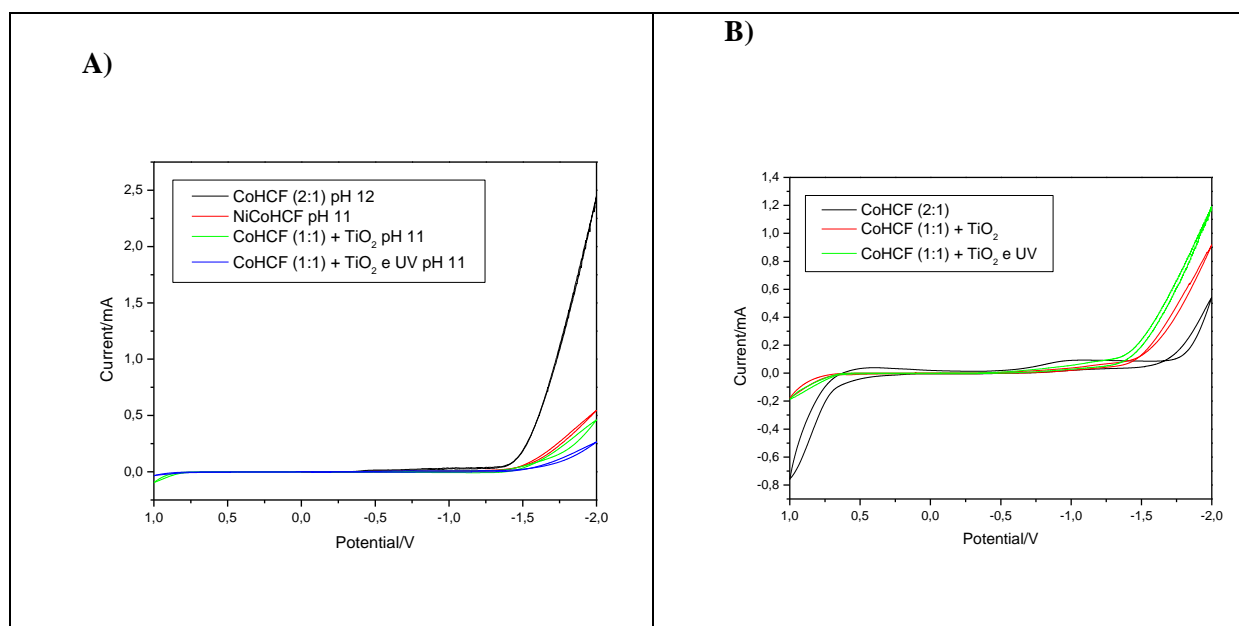 A)
CoHCF (2:1) pH 12
NiCoHCF pH 11
CoHCF (1:1) + TiO2 pH 11
CoHCF (1:1) + TiO2 e UV pH 11
2,5
2,0
1,5
1,0
0,5
0,0
Current/mA
1,0 0,5 0,0 -0,5 -1,0 -1,5 -2,0
Potential/V
B)
CoHCF (2:1)
CoHCF (1:1) + TiO2
CoHCF (1:1) + TiO2 e UV
1,4
1,2
1,0
0,8
0,6
0,4
0,2
0,0
-0,2
-0,4
-0,6
-0,8
Current/mA
1,0 0,5 0,0 -0,5 -1,0 -1,5 -2,0
Potential/V